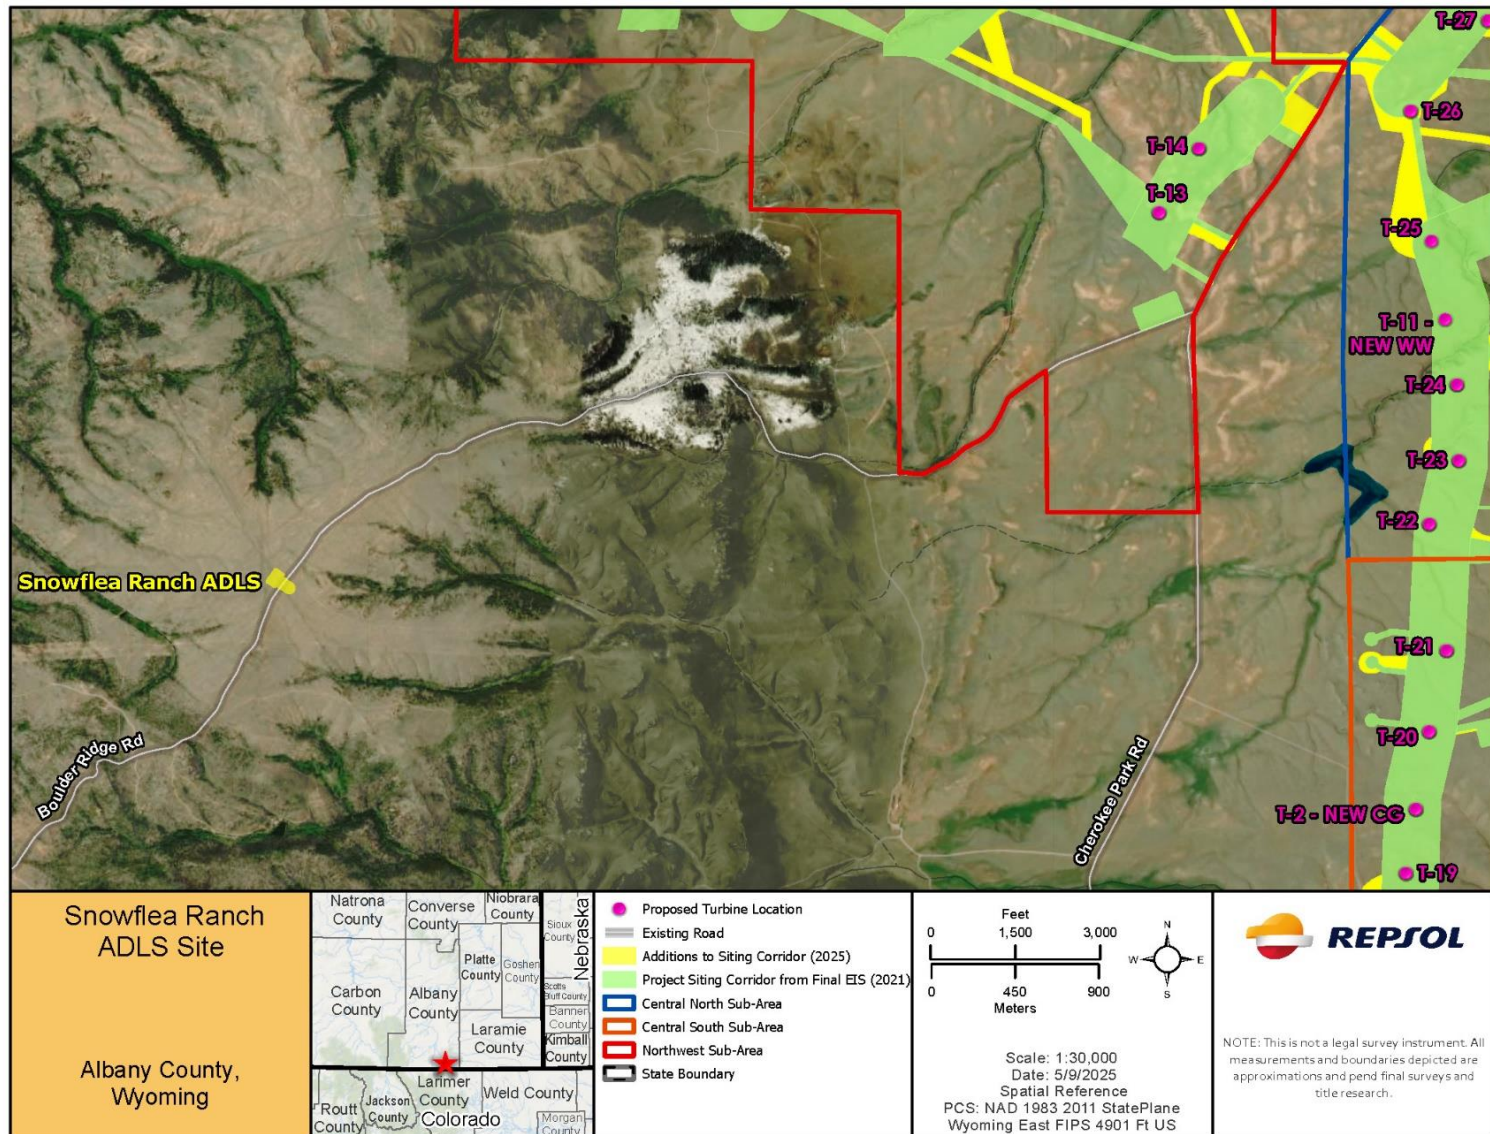 T-27
T-26
T-14
T-13
T-25
T-11 -
NEW WW
T-24
T-23
T-22
Snowflea Ranch ADLS
T-21
T-20
Boulder Ridge Rd
Cherokee Park Rd
T-2 - NEW CG
T-19
Snowflea Ranch
ADLS Site
Albany County,
Wyoming
Natrona
County
Converse
County
Niobrara
County
Sioux
County
Nebraska
Platte
County
Goshen
County
Carbon
County
Albany
County
Scotts
Bluff County
Banner
County
Laramie
County
Kimball
County
Larimer
County
Weld County
Jackson
County
Routt
County
Colorado
Morgan
County
Proposed Turbine Location
Existing Road
Additions to Siting Corridor (2025)
Project Siting Corridor from Final EIS (2021)
Central North Sub-Area
Central South Sub-Area
Northwest Sub-Area
State Boundary
Feet
0 1,500 3,000
0 450 900
Meters
N
W E
S
Scale: 1:30,000
Date: 5/9/2025
Spatial Reference
PCS: NAD 1983 2011 StatePlane
Wyoming East FIPS 4901 Ft US
REPSOL
NOTE: This is not a legal survey instrument. All
measurements and boundaries depicted are
approximations and pend final surveys and
title research.